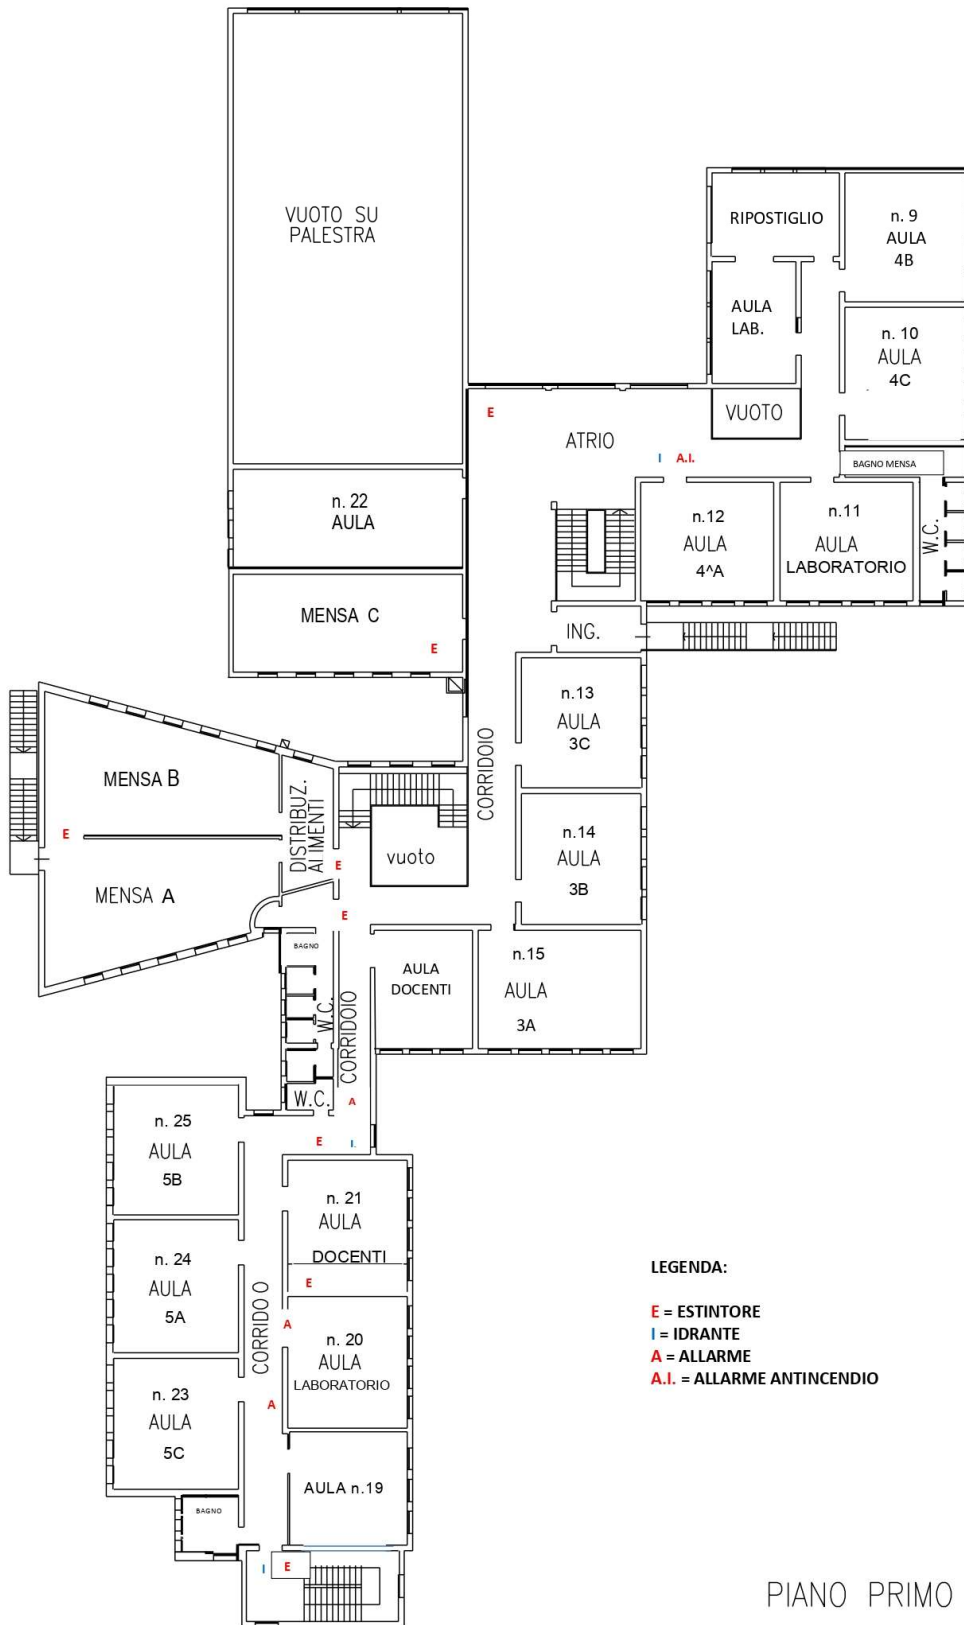 VUOTO SU
PALESTRA
RIPOSTIGLIO
n. 9
AULA
4B
AULA
LAB.
n. 10
AULA
4C
E
ATRIO
VUOTO
I A.I.
BAGNO MENSA
n. 22
AULA
n.12
AULA
4^A
n.11
AULA
LABORATORIO
W.C.
MENSA C
E
ING.
n.13
AULA
3C
CORRIDOIO
MENSA B
DISTRIBUZ.
ALIMENTI
E
n.14
AULA
3B
vuoto
E
MENSA A
E
BAGNO
AULA
DOCENTI
n.15
AULA
3A
W.C.
CORRIDOIO
W.C.
A
E
I.
n. 25
AULA
5B
n. 21
AULA
DOCENTI
n. 24
AULA
5A
E
CORRIDO O
A
n. 20
AULA
LABORATORIO
n. 23
AULA
5C
A
AULA n.19
BAGNO
I
E
LEGENDA:
E = ESTINTORE
I = IDRANTE
A = ALLARME
A.I. = ALLARME ANTINCENDIO
PIANO PRIMO